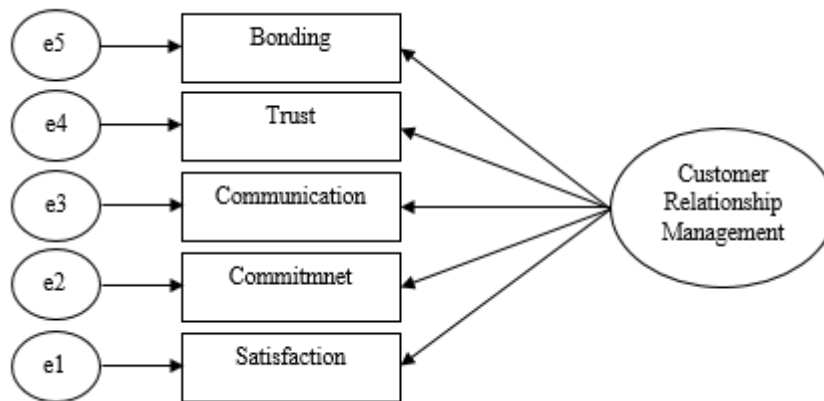 e5
Bonding
e4
Trust
e3
Communication
e2
Commitmnet
e1
Satisfaction
Customer
Relationship
Management